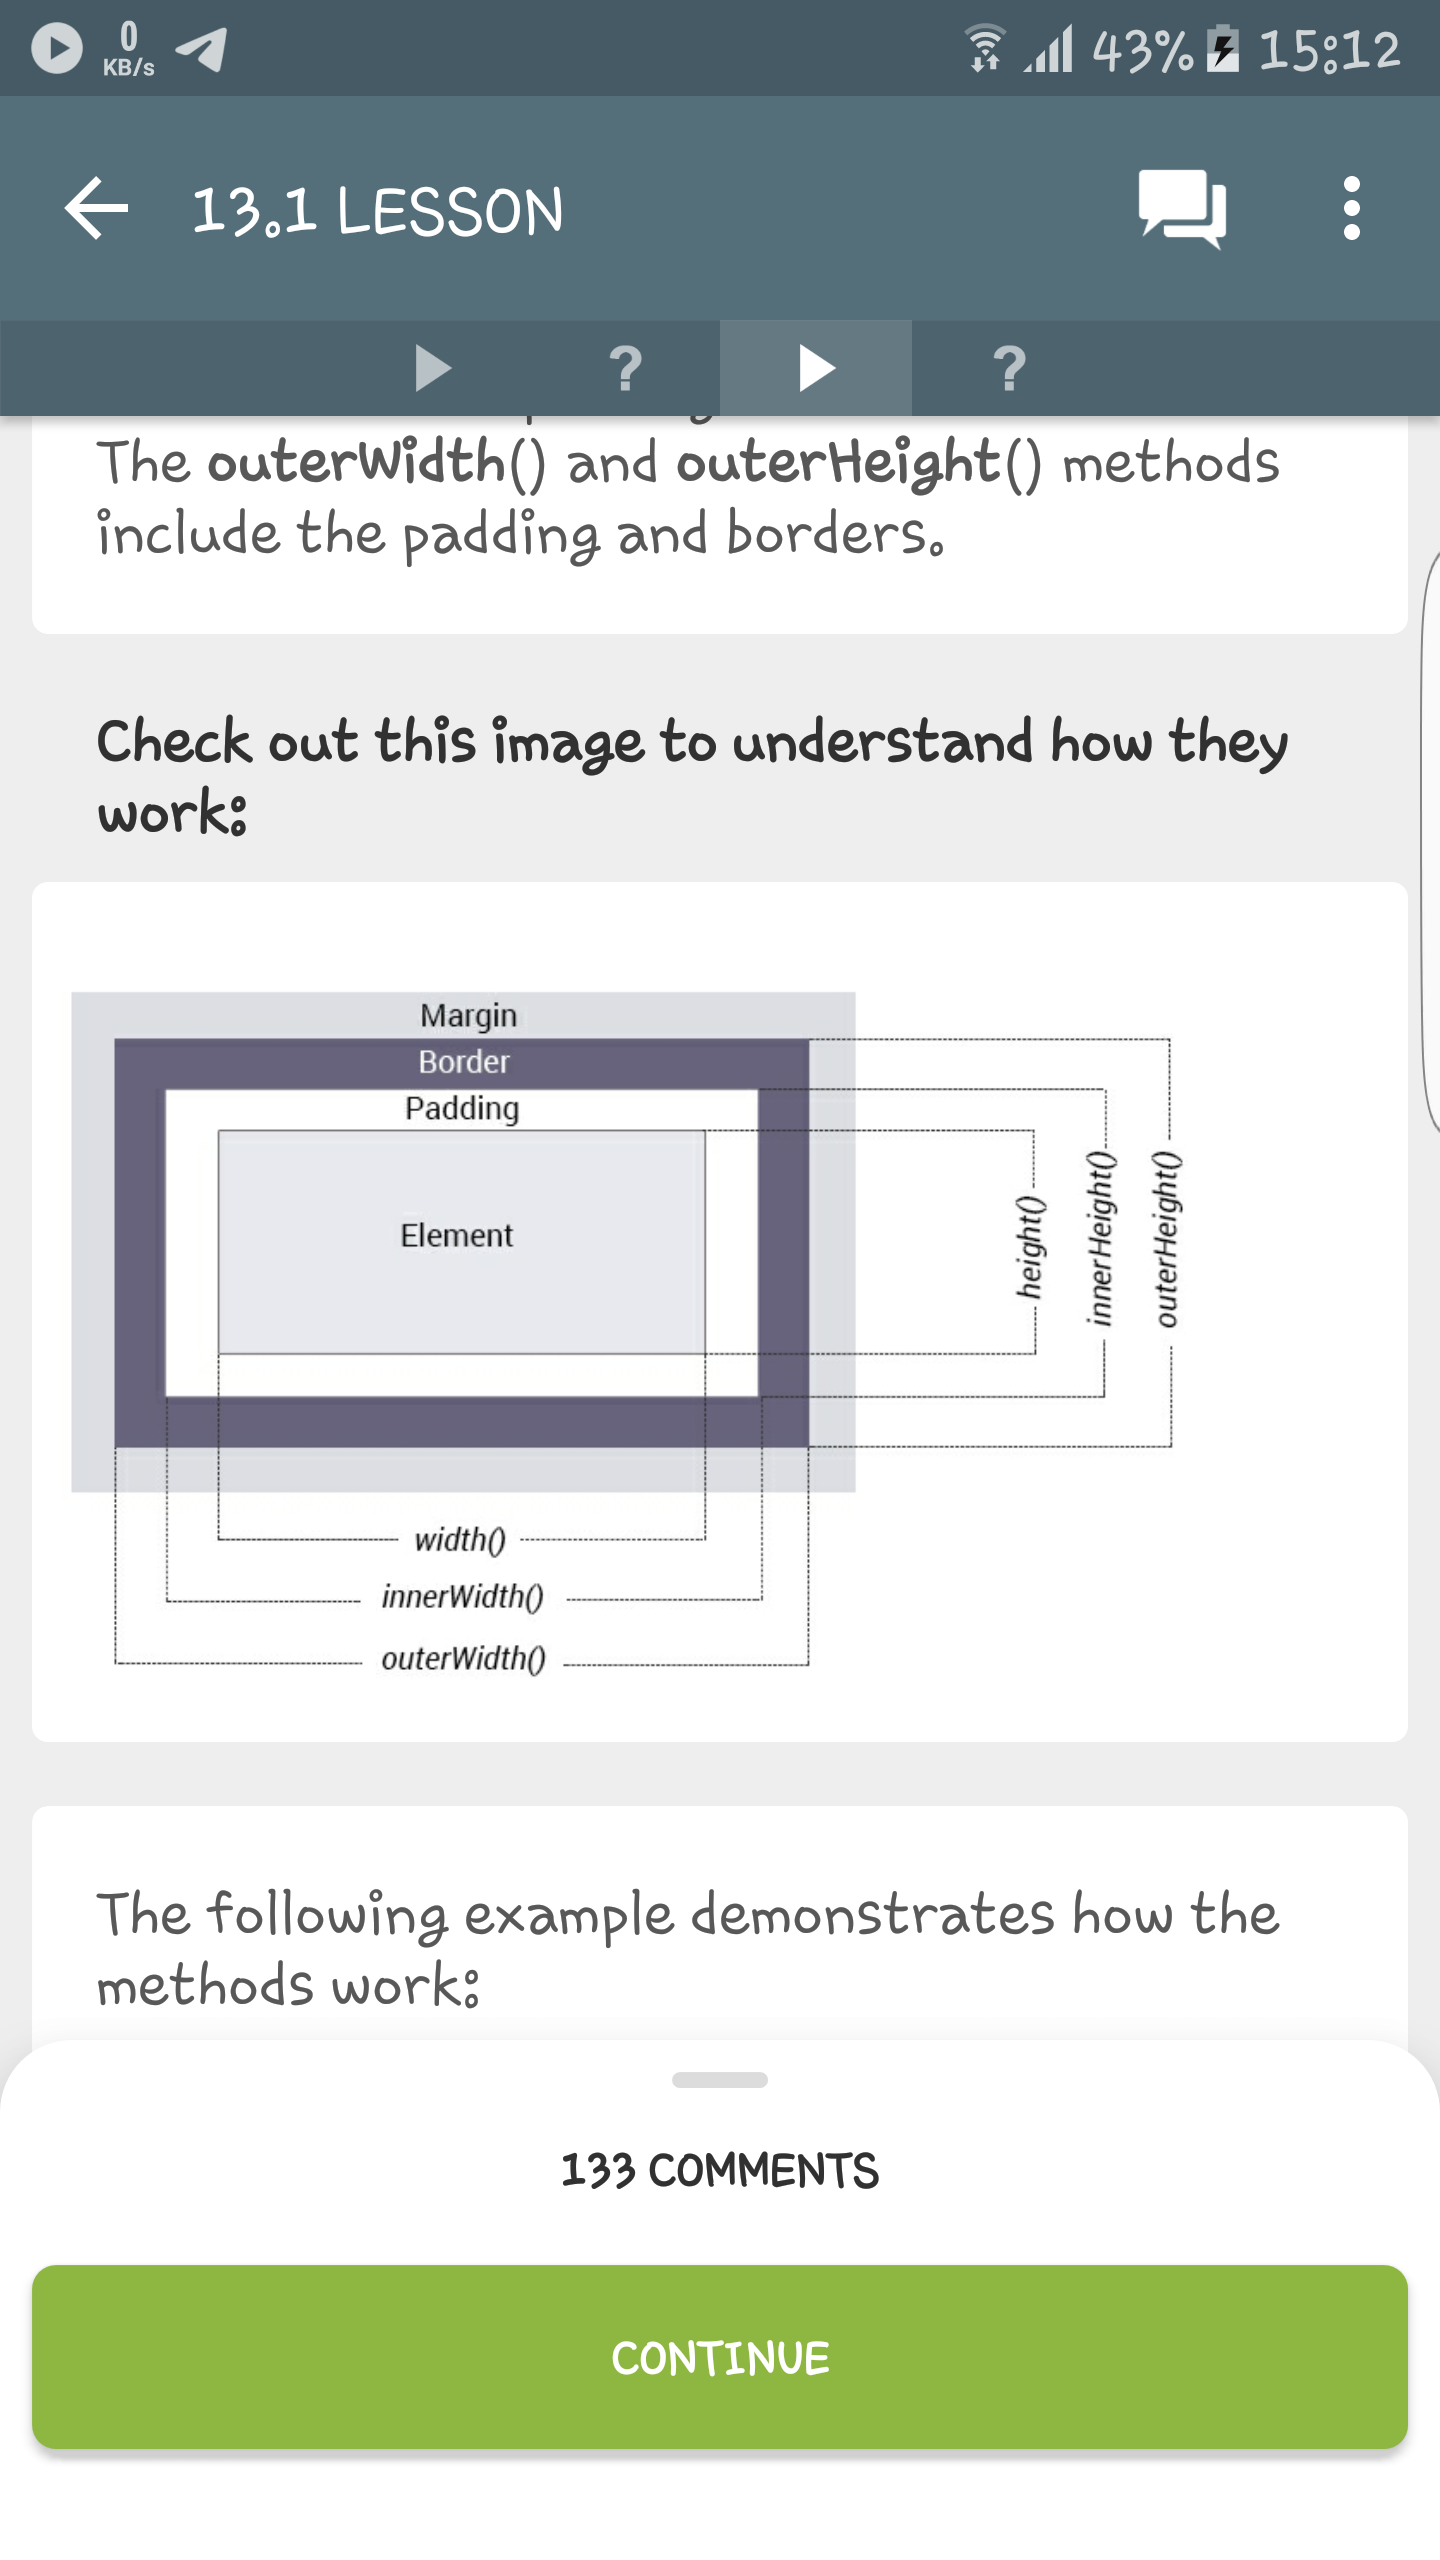 0
KB/s
43%
15:12
13.1 LESSON
?
?
The outerWidth() and outerHeight() methods
include the padding and borders.
Check out this image to understand how they
work:
Margin
Border
Padding
Element
height()
innerHeight()
outerHeight()
width()
innerWidth()
outerWidth()
The following example demonstrates how the
methods work:
133 COMMENTS
CONTINUE